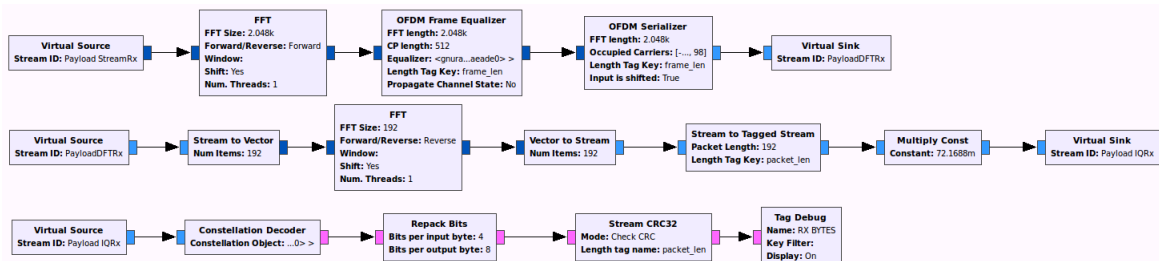 Virtual Source
Stream ID: Payload StreamRx
FFT
FFT Size: 2.048k
Forward/Reverse: Forward
Window:
Shift: Yes
Num. Threads: 1
OFDM Frame Equalizer
FFT length: 2.048k
CP length: 512
Equalizer: <gnura...aeade0> >
Length Tag Key: frame_len
Propagate Channel State: No
OFDM Serializer
FFT length: 2.048k
Occupied Carriers: [-..., 98]
Length Tag Key: frame_len
Input is shifted: True
Virtual Sink
Stream ID: PayloadDFTRx
Virtual Source
Stream ID: PayloadDFTRx
Stream to Vector
Num Items: 192
FFT
FFT Size: 192
Forward/Reverse: Reverse
Window:
Shift: Yes
Num. Threads: 1
Vector to Stream
Num Items: 192
Stream to Tagged Stream
Packet Length: 192
Length Tag Key: packet_len
Multiply Const
Constant: 72.1688m
Virtual Sink
Stream ID: Payload IQRx
Virtual Source
Stream ID: Payload IQRx
Constellation Decoder
Constellation Object: ...0> >
Repack Bits
Bits per input byte: 4
Bits per output byte: 8
Stream CRC32
Mode: Check CRC
Length tag name: packet_len
Tag Debug
Name: RX BYTES
Key Filter:
Display: On